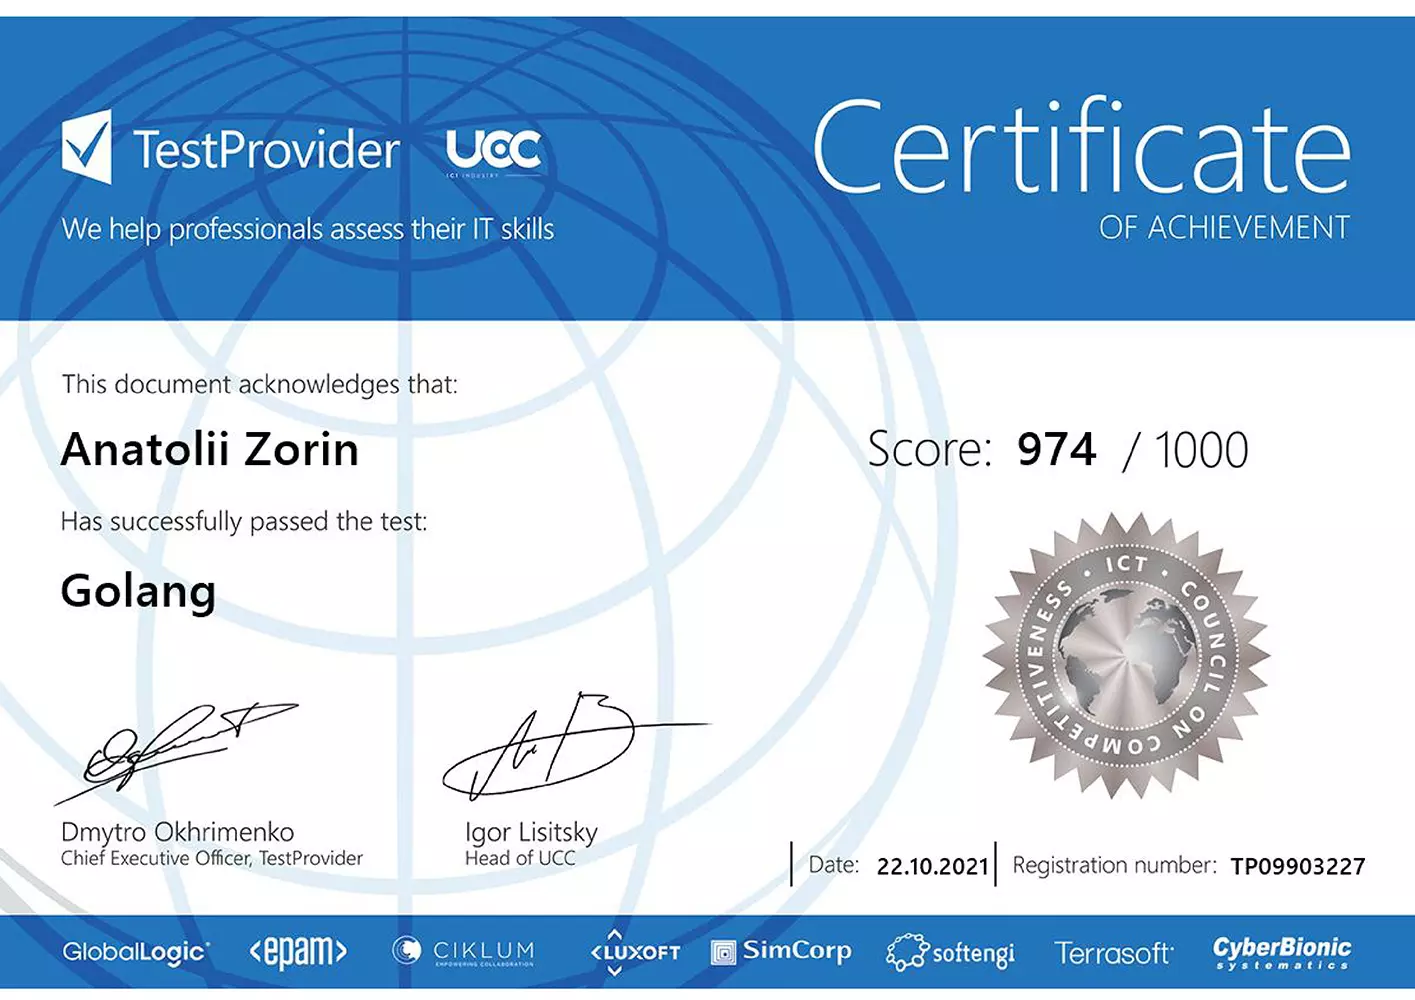 TestProvider
UCC
ICT INDUSTRY
We help professionals assess their IT skills
Certificate
OF ACHIEVEMENT
This document acknowledges that:
Anatolii Zorin
Score: 974 / 1000
Has successfully passed the test:
Golang
ICT · COUNCIL ON COMPETITIVENESS ·
Dmytro Okhrimenko
Chief Executive Officer, TestProvider
Igor Lisitsky
Head of UCC
Date: 22.10.2021
Registration number: TP09903227
GlobalLogic
<epam>
CIKLUM
EMPOWERING COLLABORATION
<LUXOFT
SimCorp
softengi
Terrasoft
CyberBionic
systematics